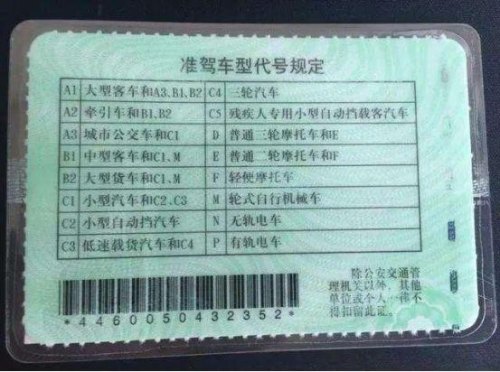 准驾车型代号规定
A1 大型客车和A3,B1,B2 C4 三轮汽车
A2 牵引车和B1,B2 C5 残疾人专用小型自动挡载客汽车
A3 城市公交车和C1 D 普通三轮摩托车和E
B1 中型客车和C1,M E 普通二轮摩托车和F
B2 大型货车和C1,M F 轻便摩托车
C1 小型汽车和C2,C3 M 轮式自行机械车
C2 小型自动挡汽车 N 无轨电车
C3 低速载货汽车和C4 P 有轨电车
除公安交通管
理机关以外，其他
单位或个人一律不
得扣留此证。
*4460050432352*